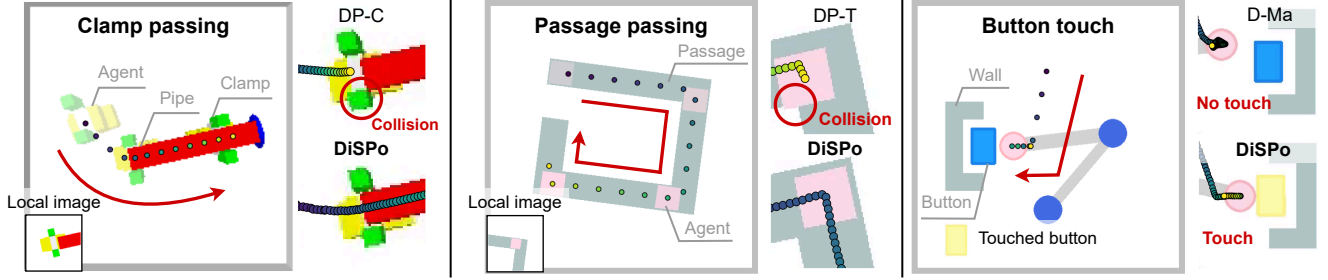 Clamp passing
Agent
Pipe
Clamp
Local image
DP-C
Collision
DiSPo
Passage passing
Passage
Agent
Local image
DP-T
Collision
DiSPo
Button touch
Wall
Button
Touched button
D-Ma
No touch
DiSPo
Touch